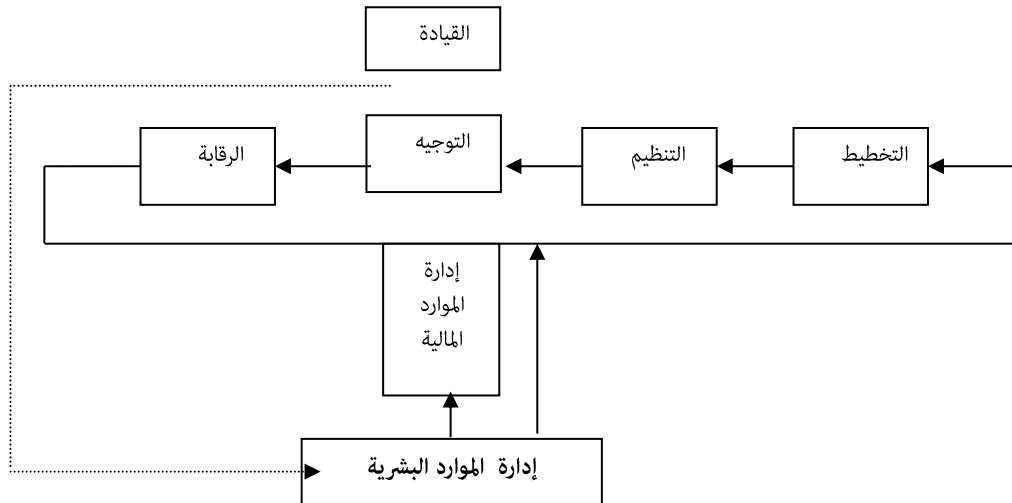 القيادة
التخطيط
التنظيم
التوجيه
الرقابة
إدارة
الموارد
المالية
إدارة الموارد البشرية